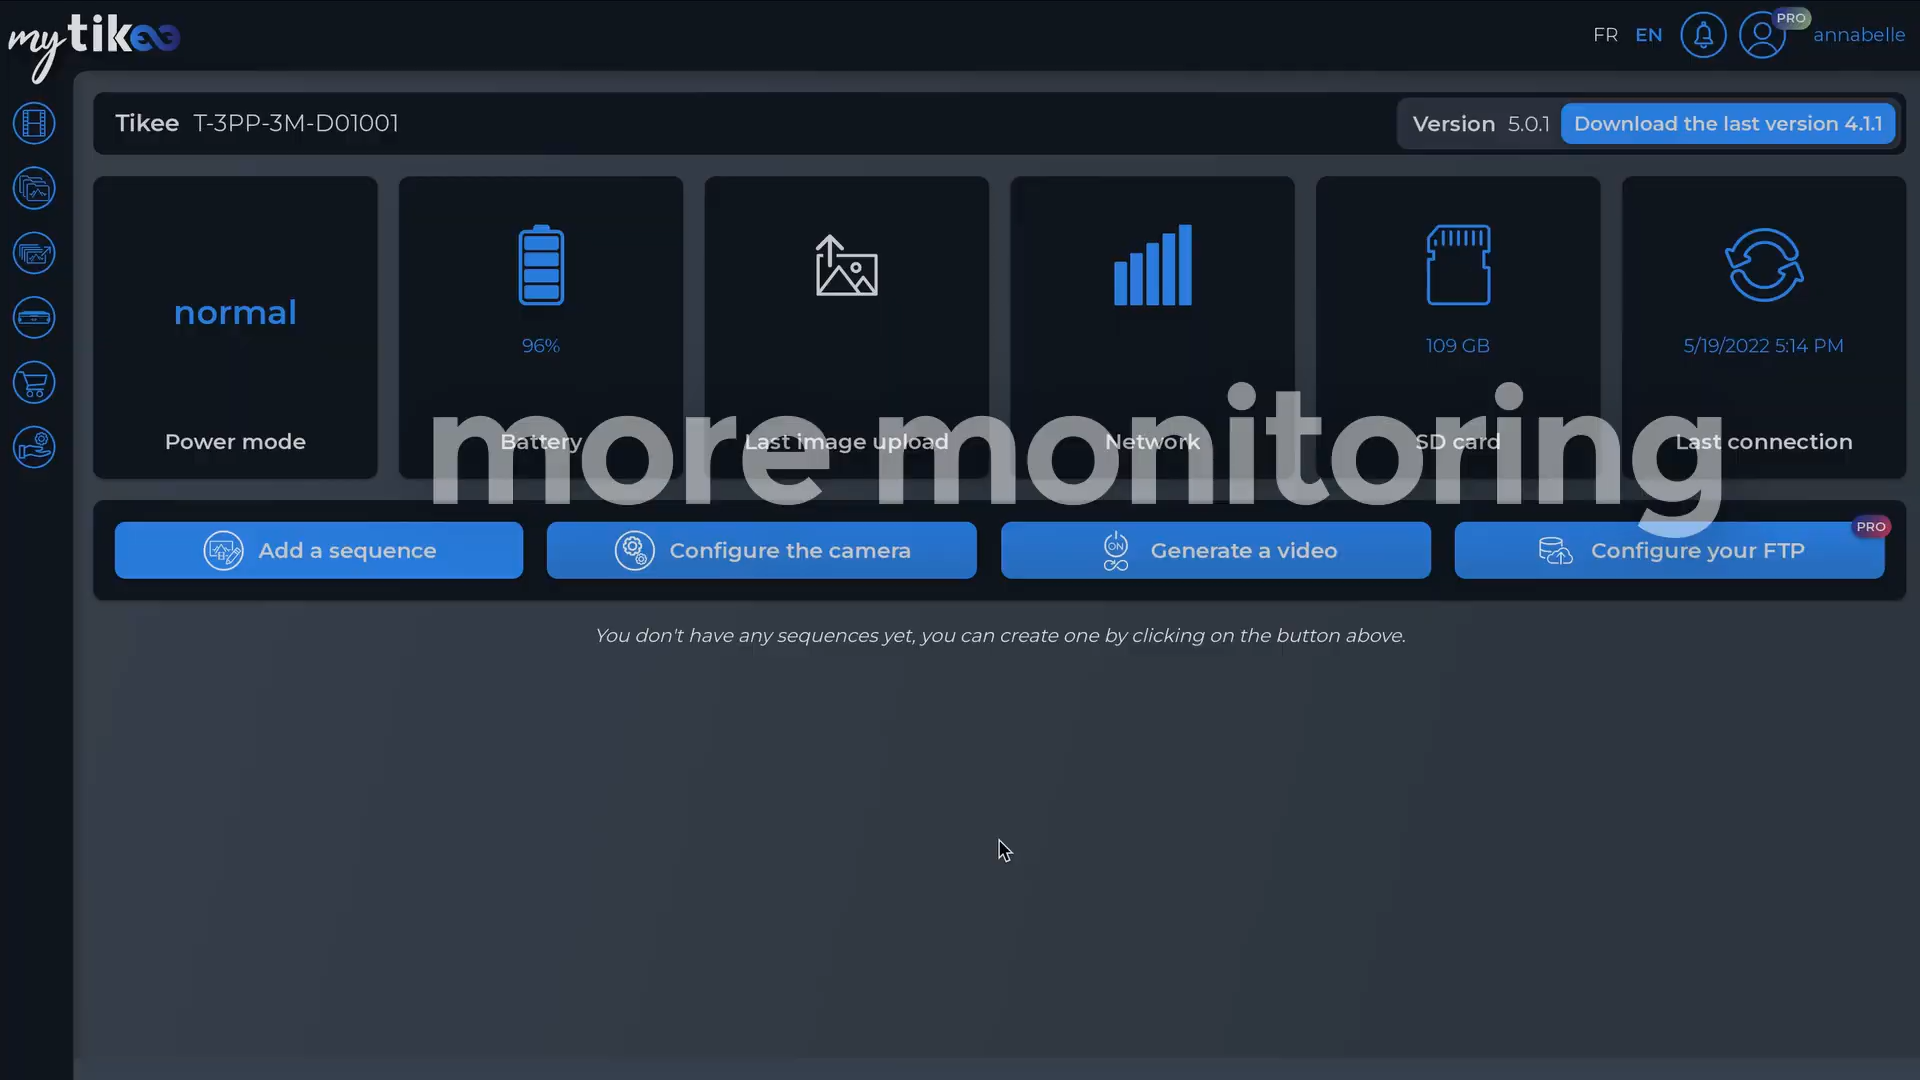 my tikee
FR EN PRO annabelle
Tikee T-3PP-3M-D01001
Version 5.0.1 Download the last version 4.1.1
normal
96%
109 GB
5/19/2022 5:14 PM
Power mode
Battery
Last image upload
Network
SD card
Last connection
more monitoring
Add a sequence
Configure the camera
ON
Generate a video
Configure your FTP
PRO
You don't have any sequences yet, you can create one by clicking on the button above.